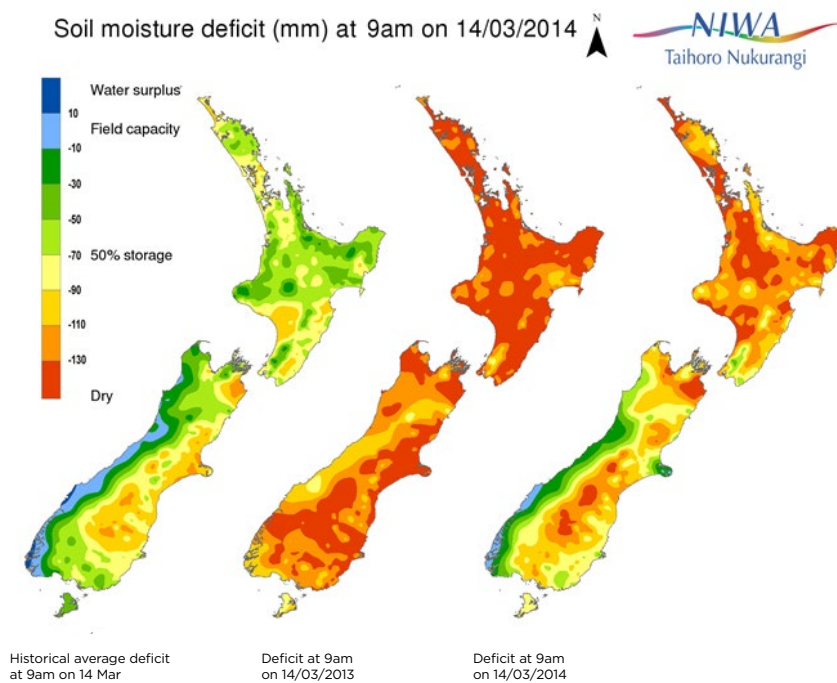 Soil moisture deficit (mm) at 9am on 14/03/2014
N
NIWA
Taihoro Nukurangi
Water surplus
10
Field capacity
-10
-30
-50
50% storage
-70
-90
-110
-130
Dry
Historical average deficit
at 9am on 14 Mar
Deficit at 9am
on 14/03/2013
Deficit at 9am
on 14/03/2014